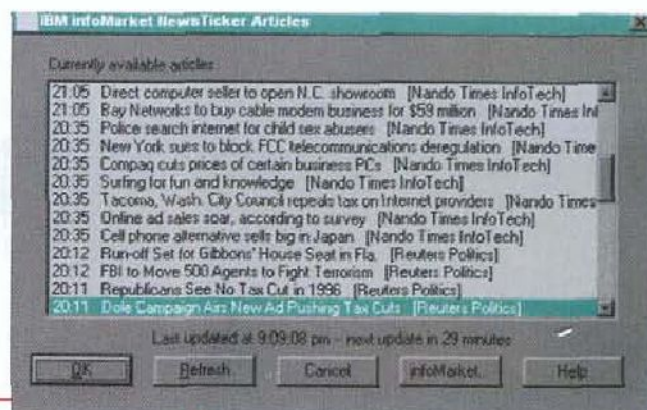 IBM infoMarket NewsTicker Articles
Currently available articles
21:05 Direct computer seller to open N.C. showroom [Nando Times InfoTech]
21:05 Bay Networks to buy cable modem business for $59 million [Nando Times Inf
20:35 Police search internet for child sex abusers [Nando Times InfoTech]
20:35 New York sues to block FCC telecommunications deregulation [Nando Time
20:35 Compaq cuts prices of certain business PCs [Nando Times InfoTech]
20:35 Surfing for fun and knowledge [Nando Times InfoTech]
20:35 Tacoma, Wash. City Council repeals tax on Internet providers [Nando Times
20:35 Online ad sales soar, according to survey [Nando Times InfoTech]
20:35 Cell phone alternative sells big in Japan [Nando Times InfoTech]
20:12 Run-off Set for Gibbons' House Seat in Fla. [Reuters Politics]
20:12 FBI to Move 500 Agents to Fight Terrorism [Reuters Politics]
20:11 Republicans See No Tax Cut in 1996 [Reuters Politics]
20:11 Dole Campaign Airs New Ad Pushing Tax Cuts [Reuters Politics]
Last updated at 9:09:08 pm - next update in 29 minutes
OK Refresh Cancel infoMarket. Help